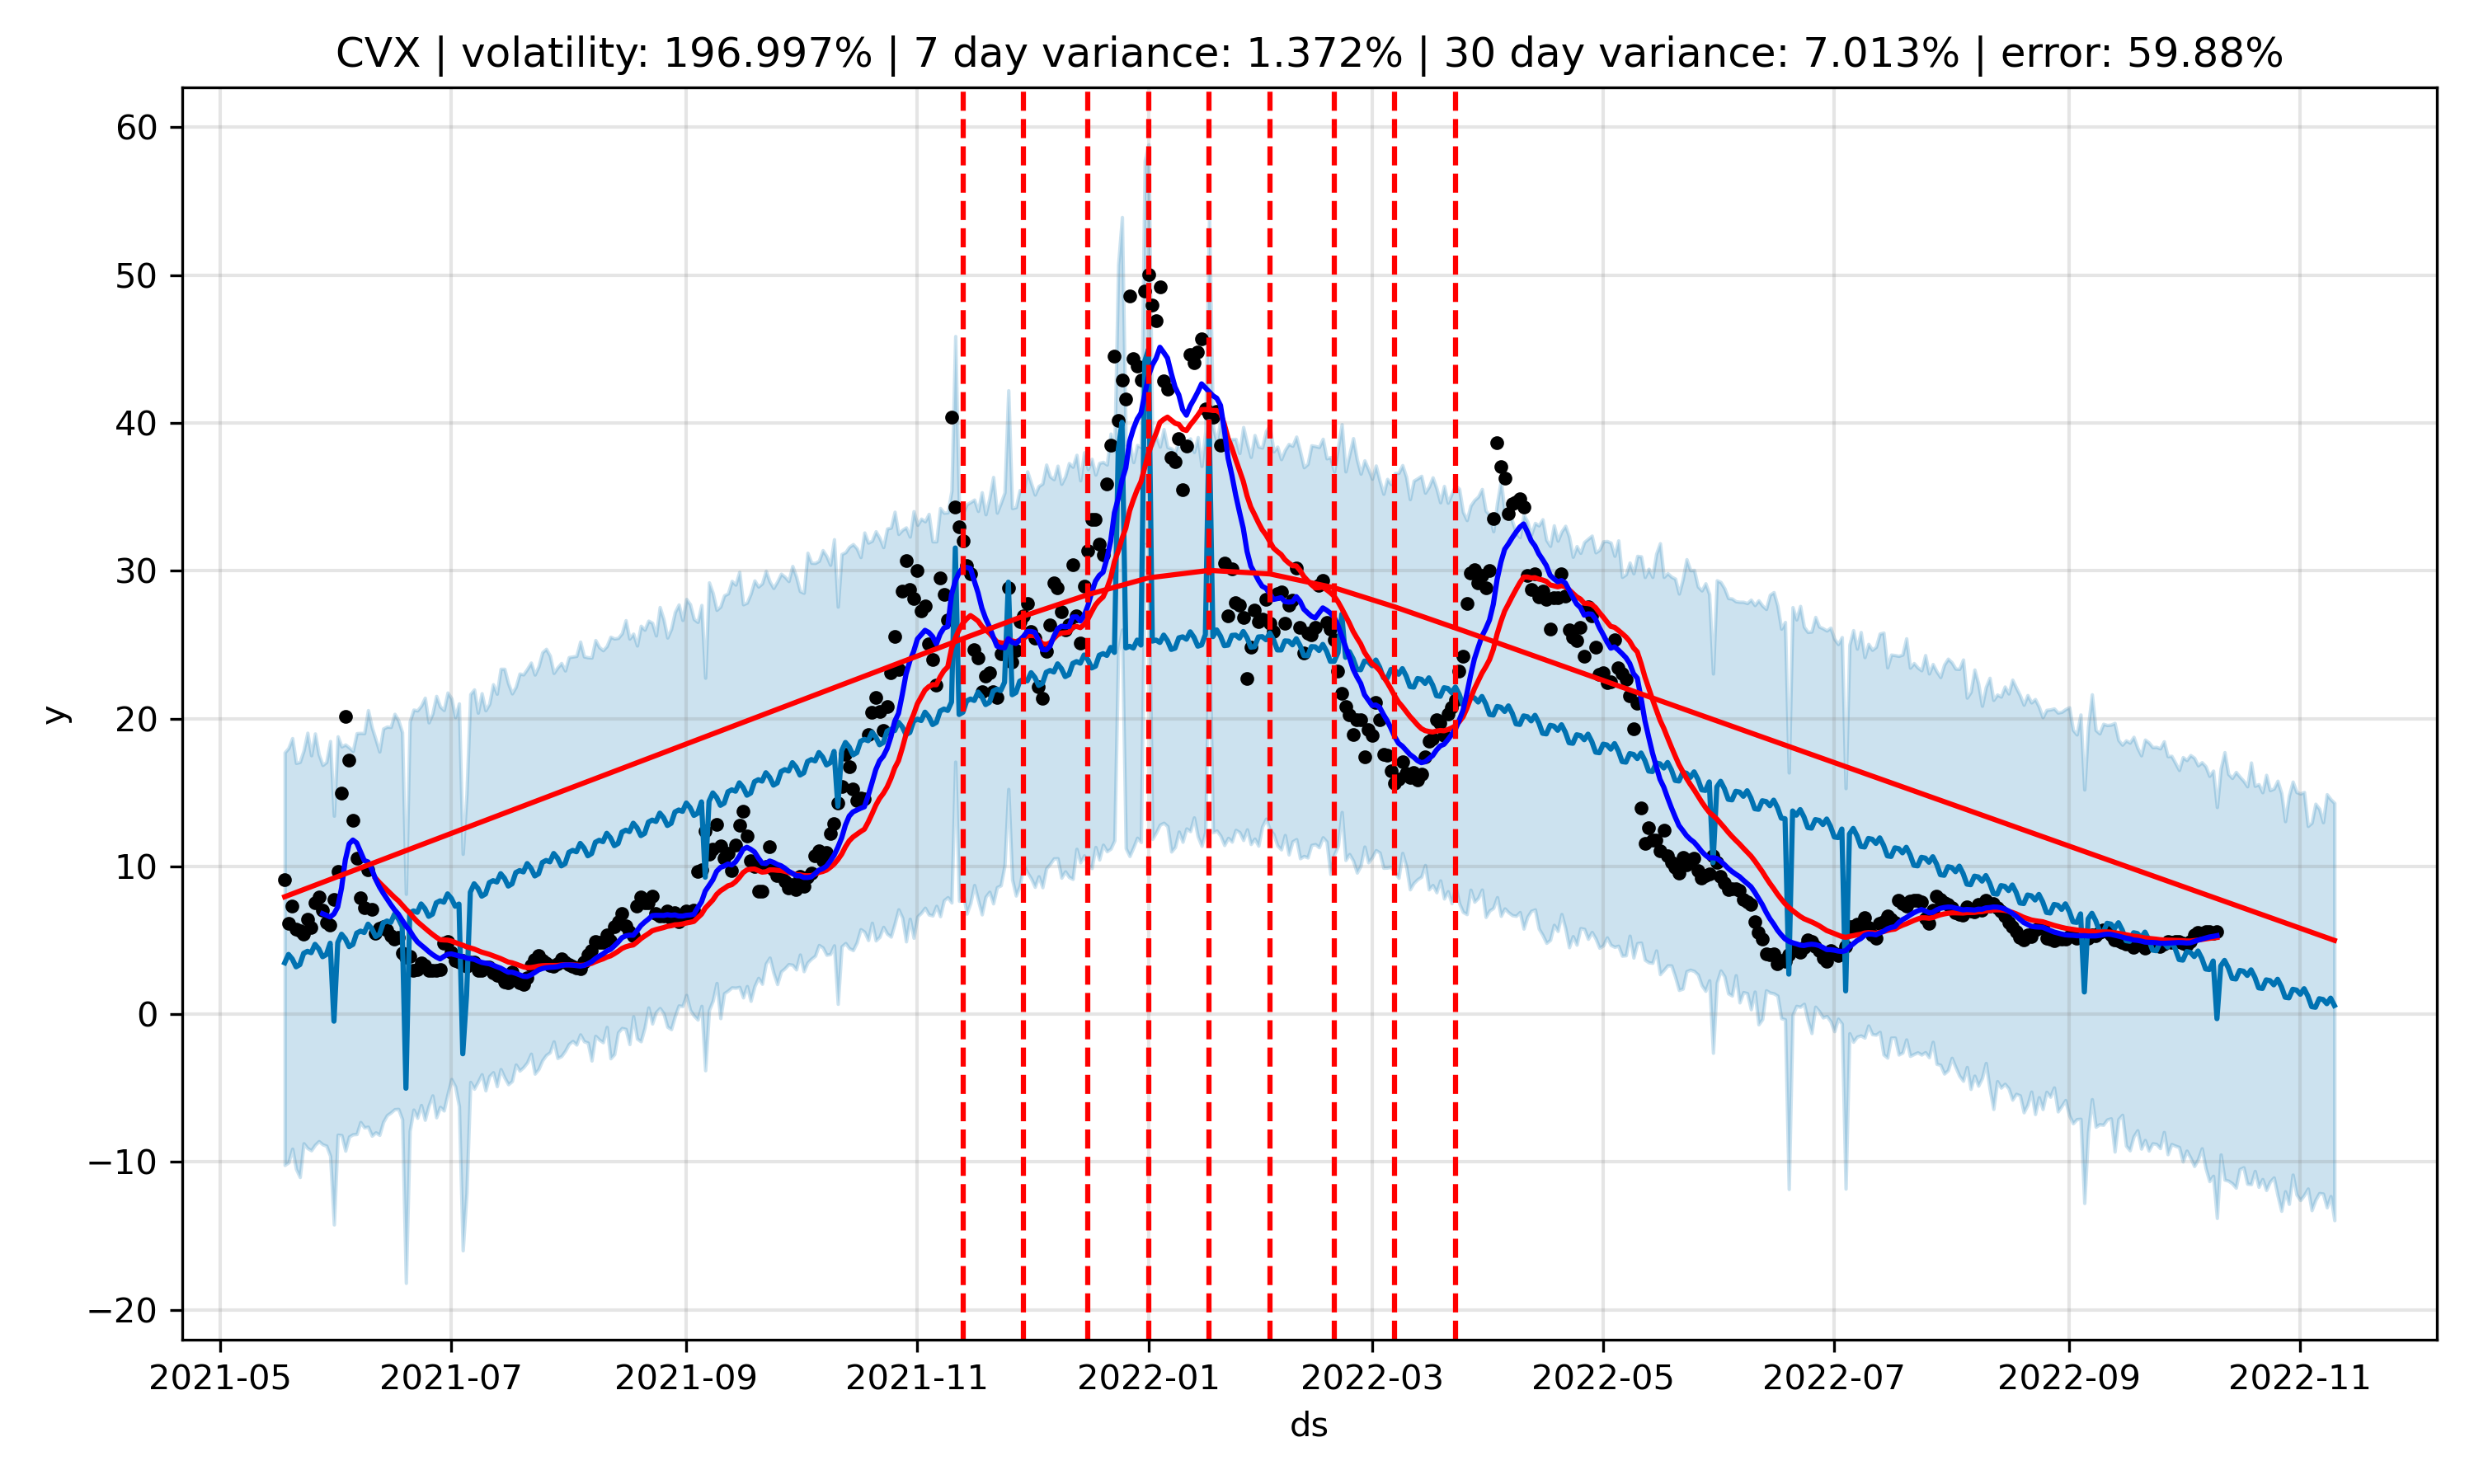 CVX | volatility: 196.997% | 7 day variance: 1.372% | 30 day variance: 7.013% | error: 59.88%
60
50
40
30
20
10
0
−10
−20
y
2021-05 2021-07 2021-09 2021-11 2022-01 2022-03 2022-05 2022-07 2022-09 2022-11
ds